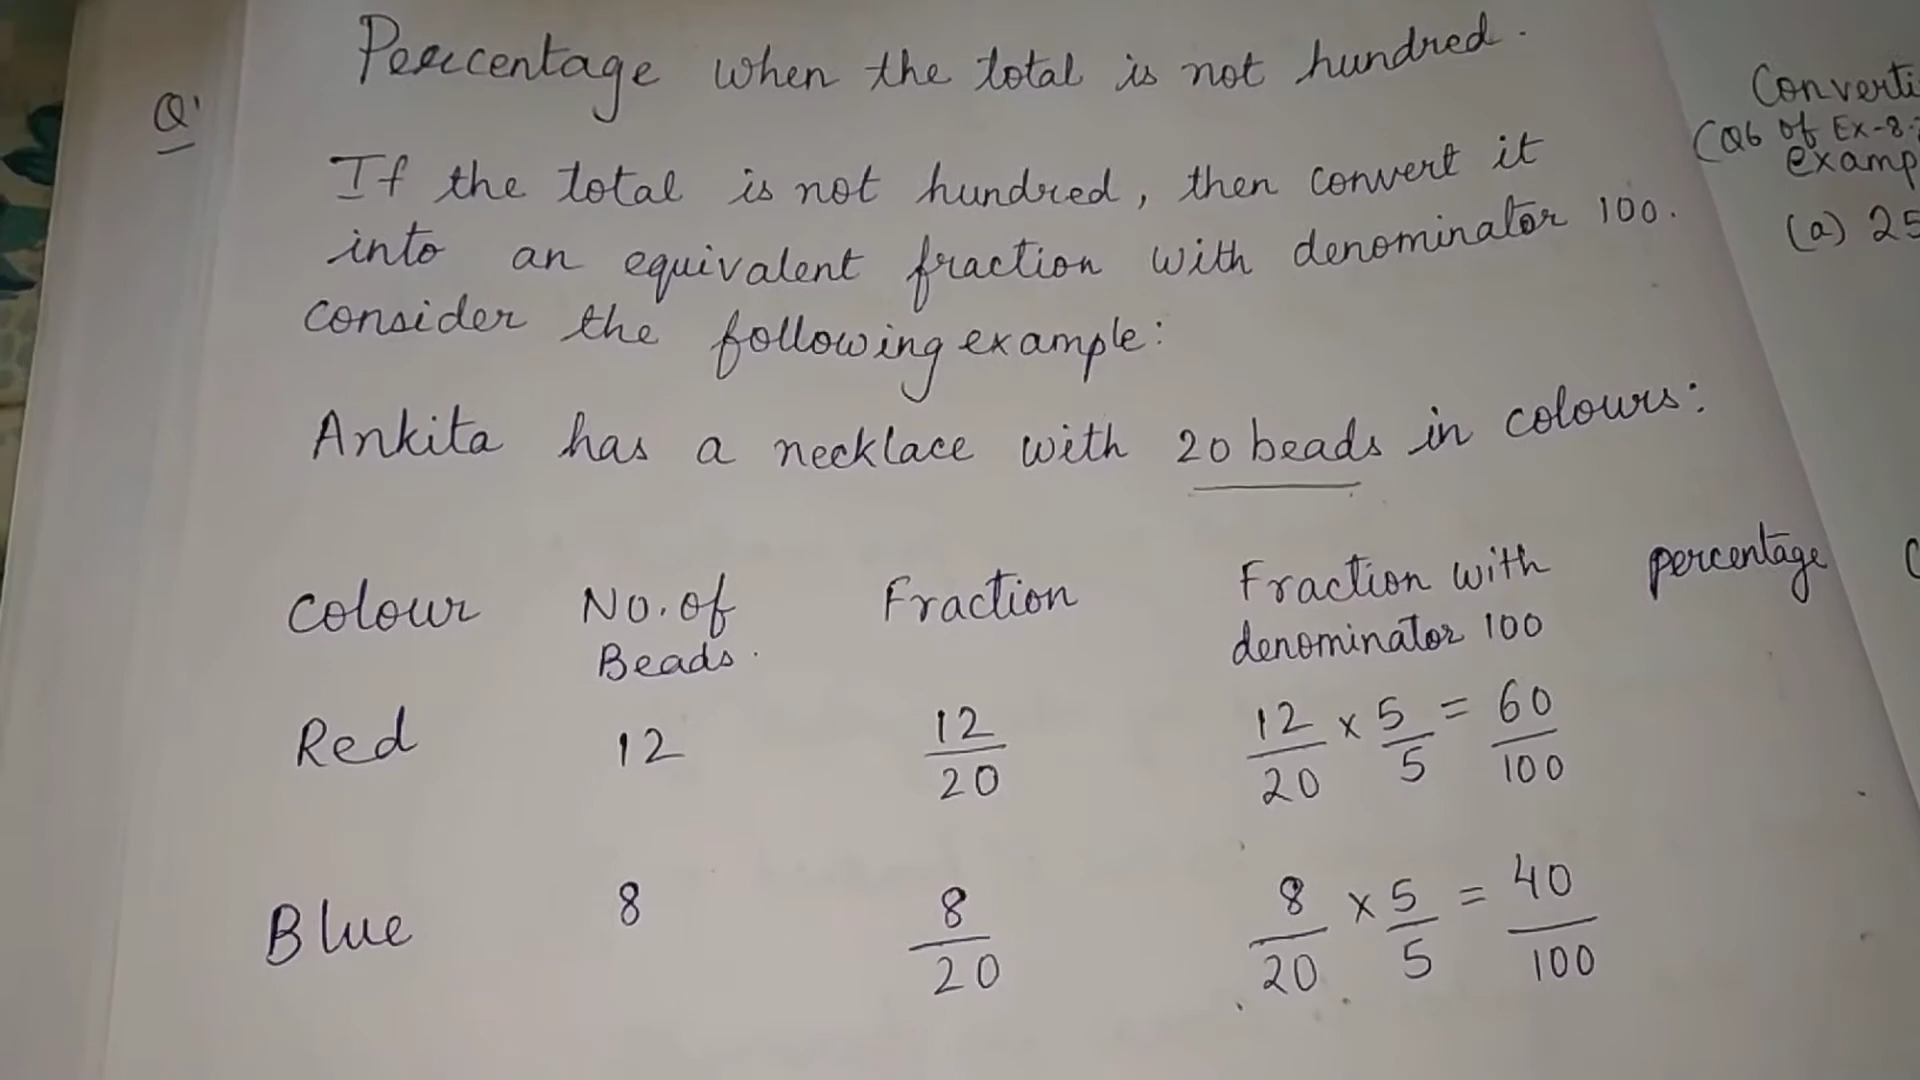 Percentage when the total is not hundred.
Q1
If the total is not hundred, then convert it
into an equivalent fraction with denominator 100.
consider the following example:
Ankita has a necklace with 20 beads in colours:
Colour No. of Beads. Fraction Fraction with denominator 100 percentage
Red 12 12/20 12/20 × 5/5 = 60/100
Blue 8 8/20 8/20 × 5/5 = 40/100
(Q6 of Ex-8.
(a) 25